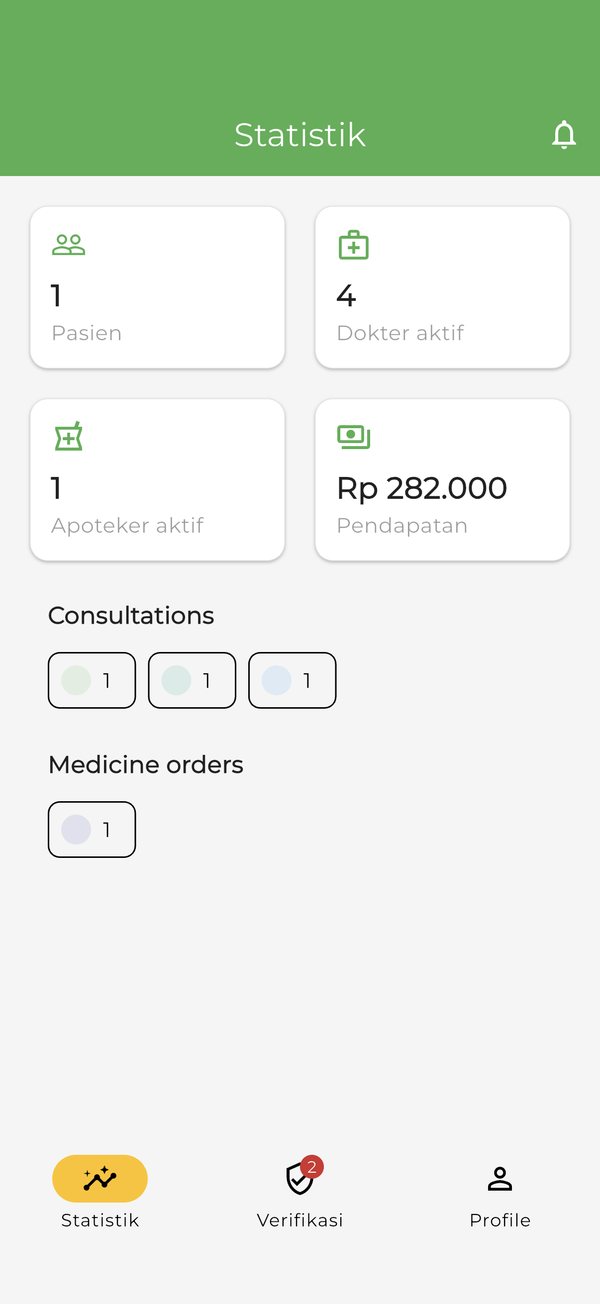 Statistik
1
Pasien
4
Dokter aktif
1
Apoteker aktif
Rp 282.000
Pendapatan
Consultations
1 1 1
Medicine orders
1
2
Statistik Verifikasi Profile